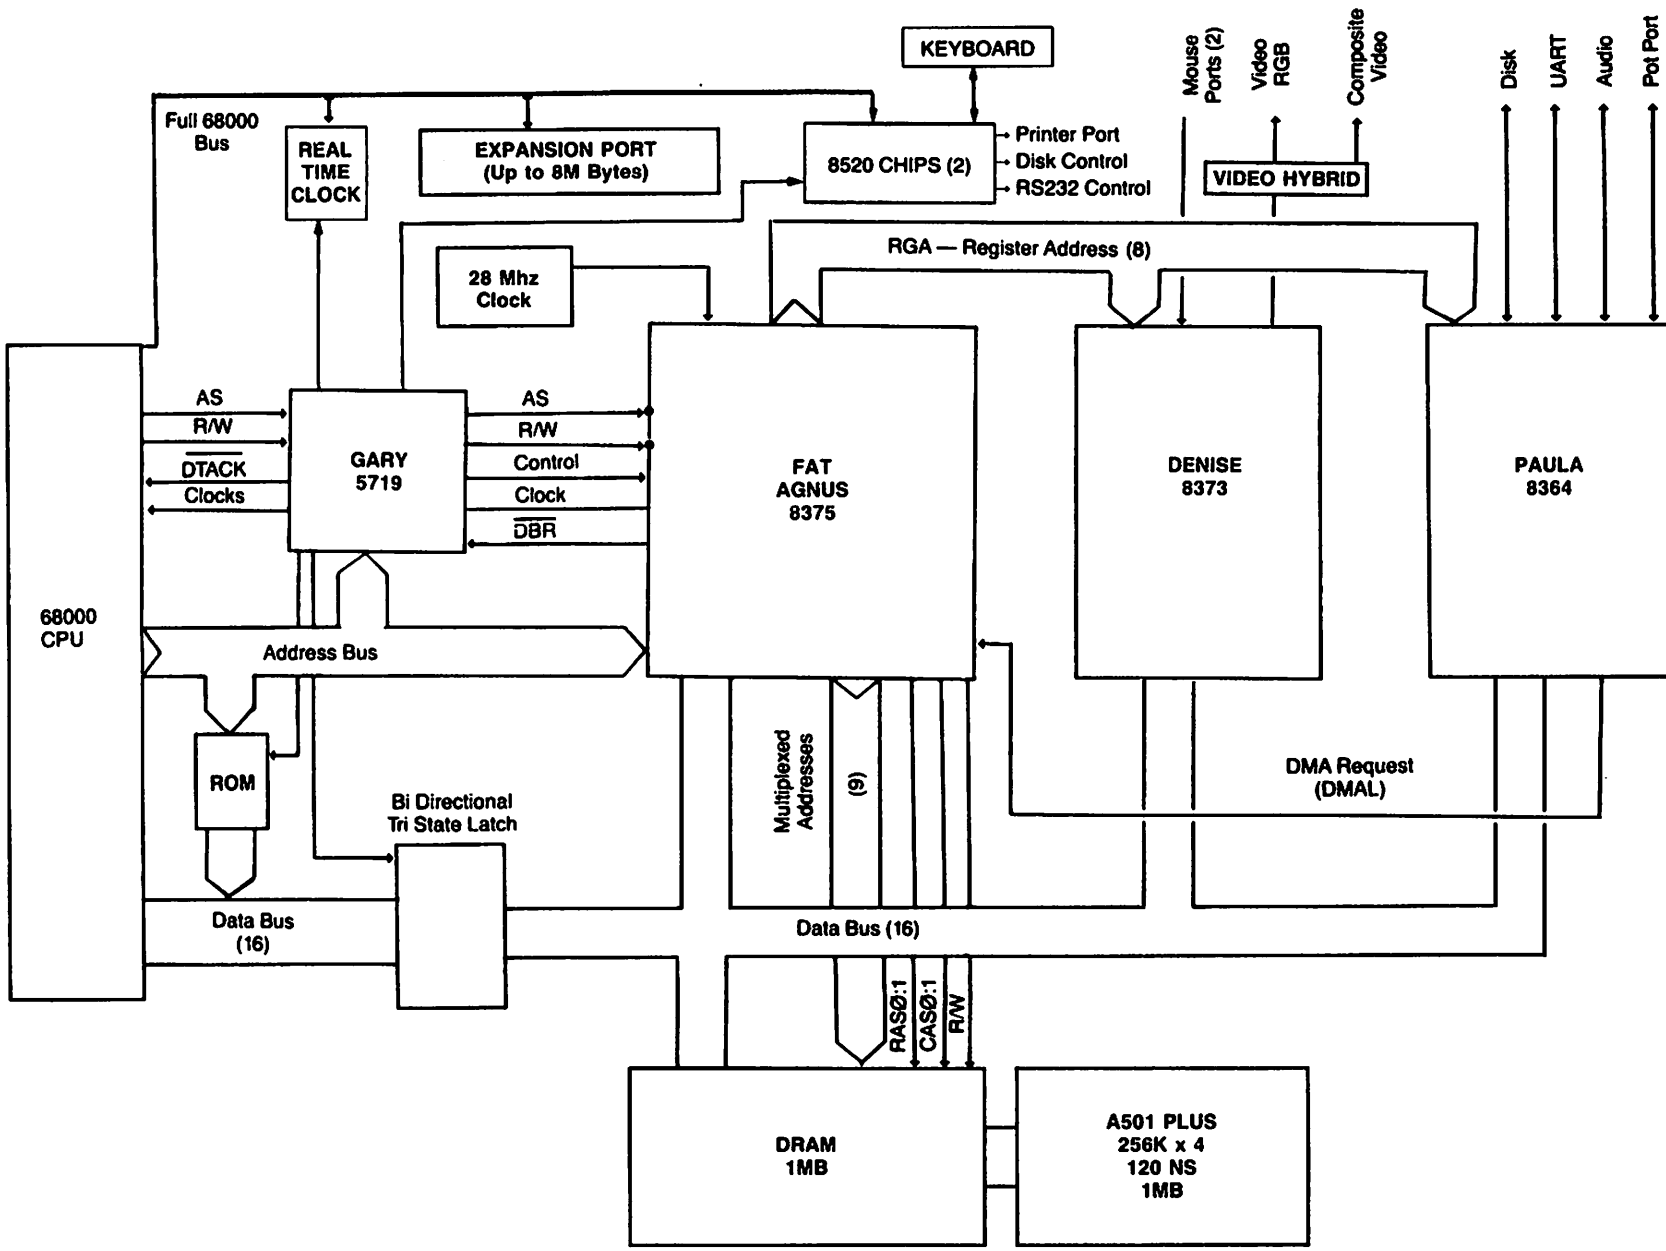 KEYBOARD
Mouse
Ports (2)
Video
RGB
Composite
Video
Disk
UART
Audio
Pot Port
Full 68000
Bus
REAL
TIME
CLOCK
EXPANSION PORT
(Up to 8M Bytes)
8520 CHIPS (2)
Printer Port
Disk Control
RS232 Control
VIDEO HYBRID
RGA — Register Address (8)
28 Mhz
Clock
AS
R/W
DTACK
Clocks
GARY
5719
AS
R/W
Control
Clock
DBR
FAT
AGNUS
8375
DENISE
8373
PAULA
8364
68000
CPU
Address Bus
ROM
Bi Directional
Tri State Latch
Multiplexed
Addresses
(9)
DMA Request
(DMAL)
Data Bus
(16)
Data Bus (16)
RASØ:1
CASØ:1
R/W
DRAM
1MB
A501 PLUS
256K x 4
120 NS
1MB